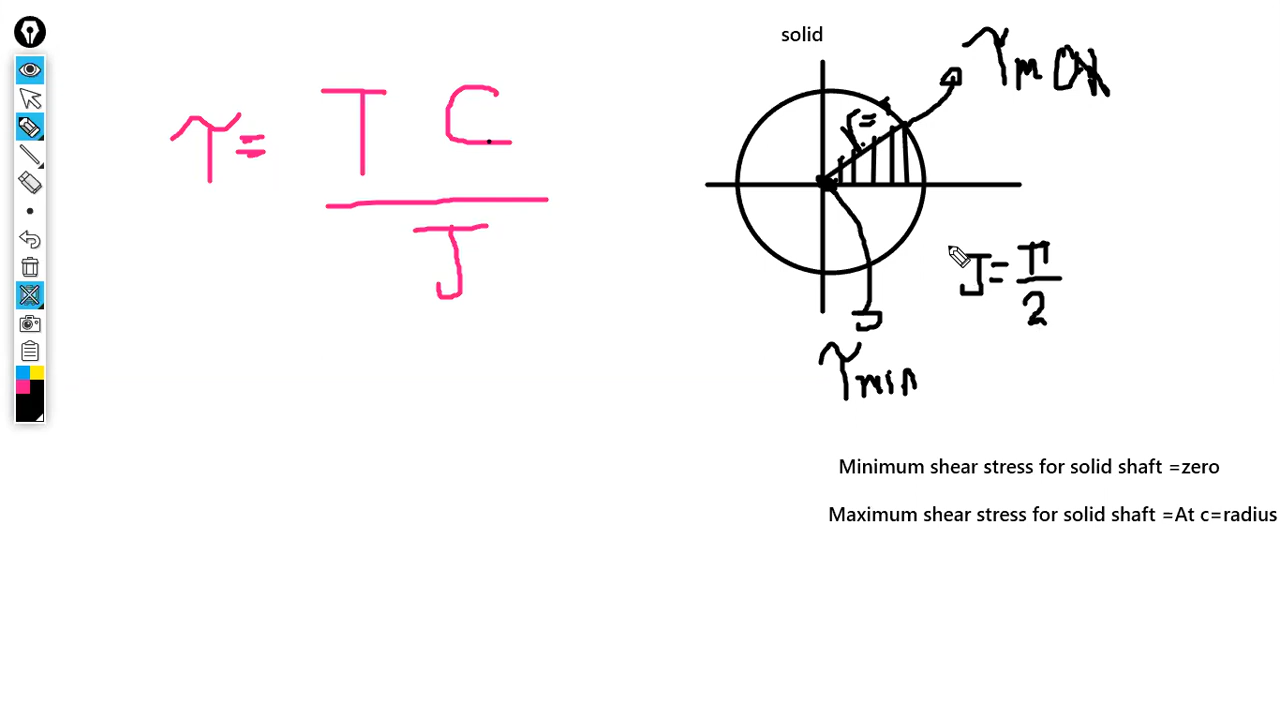 solid
τ = T C / J
r =
τmax
J = π / 2
τmin
Minimum shear stress for solid shaft =zero
Maximum shear stress for solid shaft =At c=radius